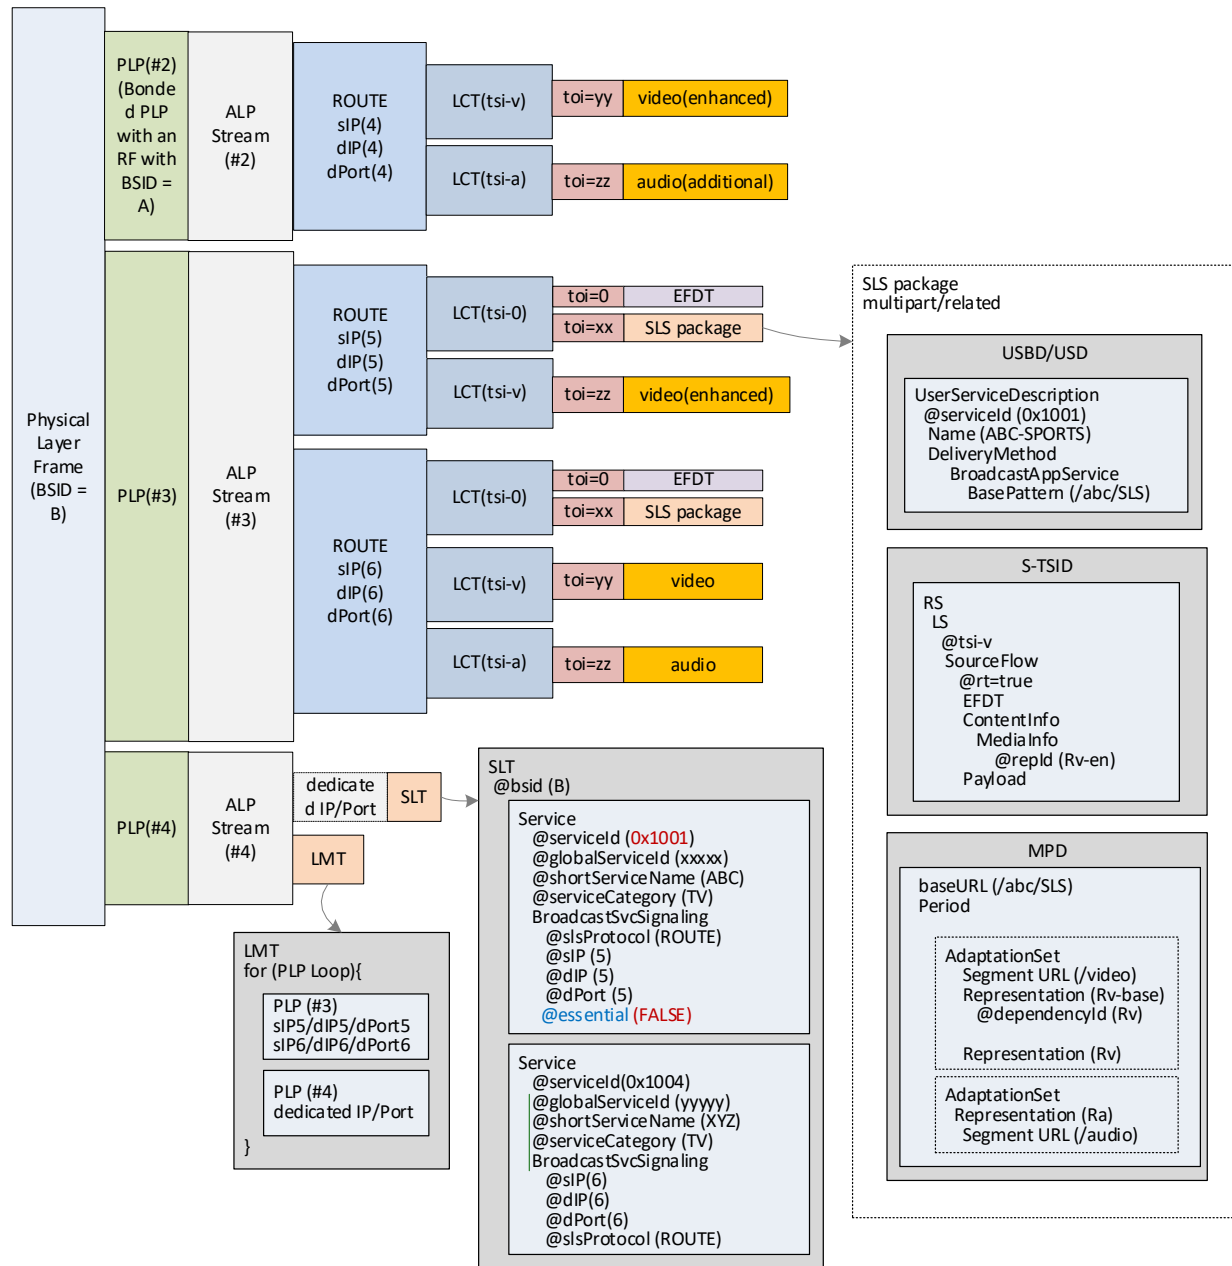 Physical
Layer
Frame
(BSID =
B)
PLP(#2)
(Bonde
d PLP
with an
RF with
BSID =
A)
ALP
Stream
(#2)
ROUTE
sIP(4)
dIP(4)
dPort(4)
LCT(tsi-v)
toi=yy
video(enhanced)
LCT(tsi-a)
toi=zz
audio(additional)
PLP(#3)
ALP
Stream
(#3)
ROUTE
sIP(5)
dIP(5)
dPort(5)
LCT(tsi-0)
toi=0
EFDT
toi=xx
SLS package
LCT(tsi-v)
toi=zz
video(enhanced)
ROUTE
sIP(6)
dIP(6)
dPort(6)
LCT(tsi-0)
toi=0
EFDT
toi=xx
SLS package
LCT(tsi-v)
toi=yy
video
LCT(tsi-a)
toi=zz
audio
PLP(#4)
ALP
Stream
(#4)
dedicate
d IP/Port
SLT
LMT
LMT
for (PLP Loop){
PLP (#3)
sIP5/dIP5/dPort5
sIP6/dIP6/dPort6
PLP (#4)
dedicated IP/Port
}
SLT
@bsid (B)
Service
@serviceId (0x1001)
@globalServiceId (xxxxx)
@shortServiceName (ABC)
@serviceCategory (TV)
BroadcastSvcSignaling
@slsProtocol (ROUTE)
@sIP (5)
@dIP (5)
@dPort (5)
@essential (FALSE)
Service
@serviceId(0x1004)
@globalServiceId (yyyyy)
@shortServiceName (XYZ)
@serviceCategory (TV)
BroadcastSvcSignaling
@sIP(6)
@dIP(6)
@dPort(6)
@slsProtocol (ROUTE)
SLS package
multipart/related
USBD/USD
UserServiceDescription
@serviceId (0x1001)
Name (ABC-SPORTS)
DeliveryMethod
BroadcastAppService
BasePattem (/abc/SLS)
S-TSID
RS
LS
@tsi-v
SourceFlow
@rt=true
EFDT
ContentInfo
MediaInfo
@repId (Rv-en)
Payload
MPD
baseURL (/abc/SLS)
Period
AdaptationSet
Segment URL (/video)
Representation (Rv-base)
@dependencyId (Rv)
Representation (Rv)
AdaptationSet
Representation (Ra)
Segment URL (/audio)